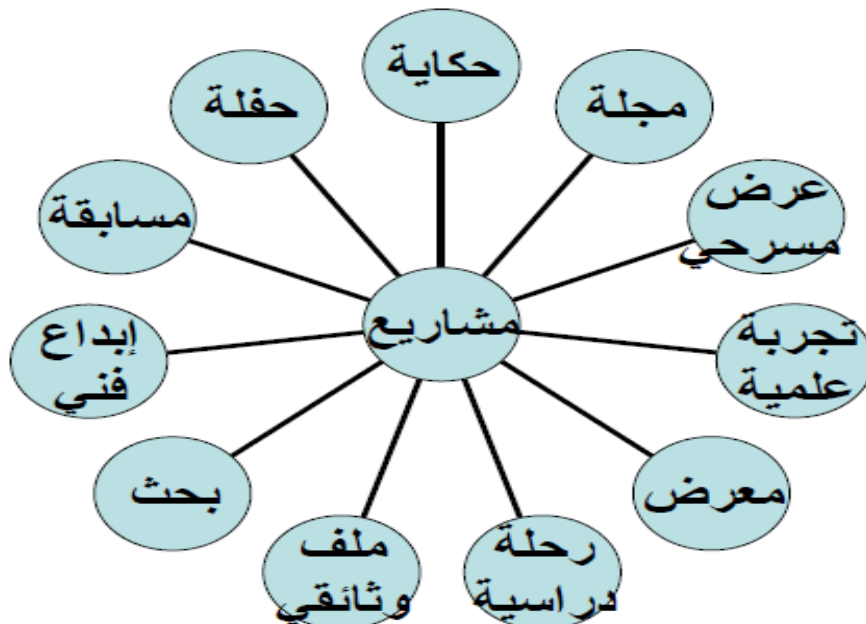 حكاية
مجلة
حفلة
عرض
مسرحي
مسابقة
مشاريع
تجربة
علمية
إبداع
فني
معرض
بحث
رحلة
دراسية
ملف
وثائقي